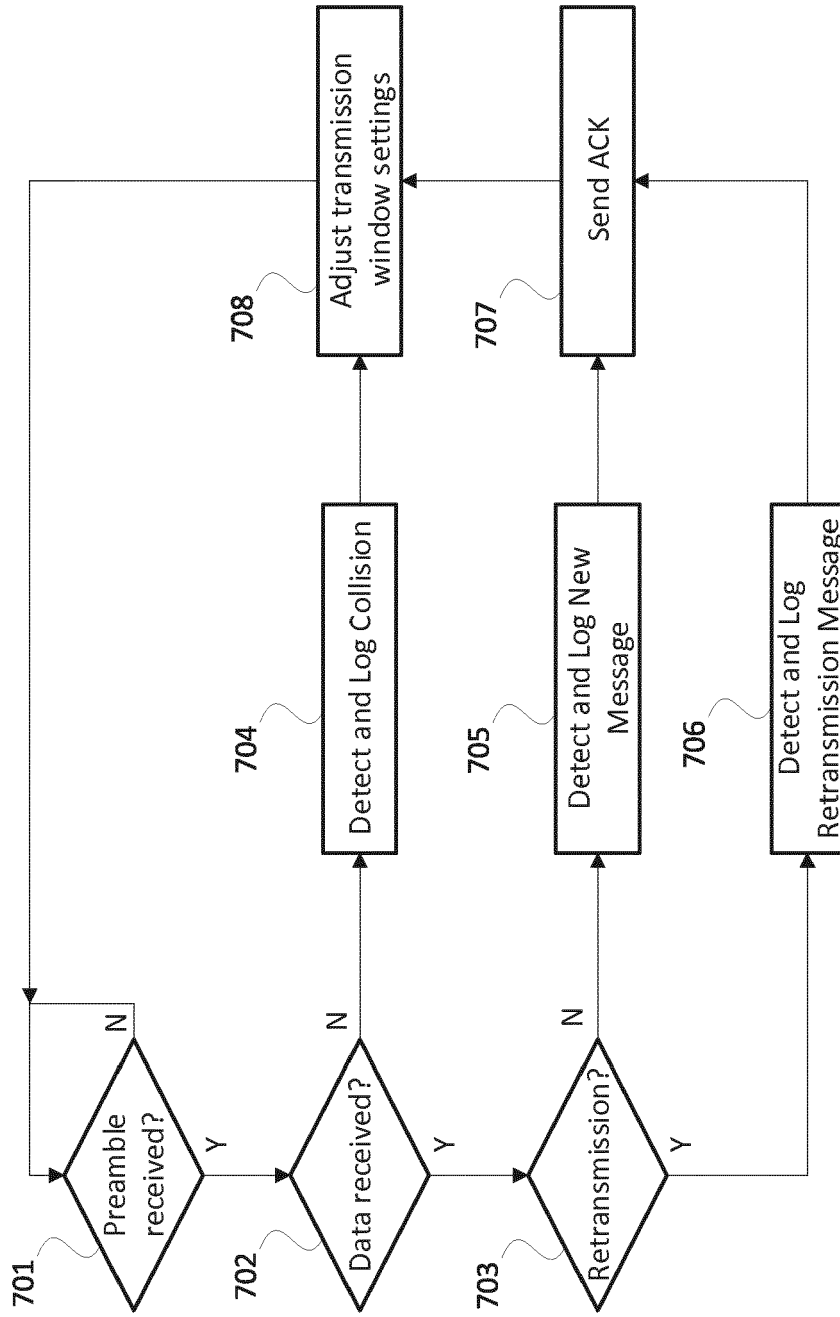 701
Preamble
received?
N
Y
702
Data received?
N
Y
703
Retransmission?
N
Y
704
Detect and Log Collision
705
Detect and Log New
Message
706
Detect and Log
Retransmission Message
708
Adjust transmission
window settings
707
Send ACK